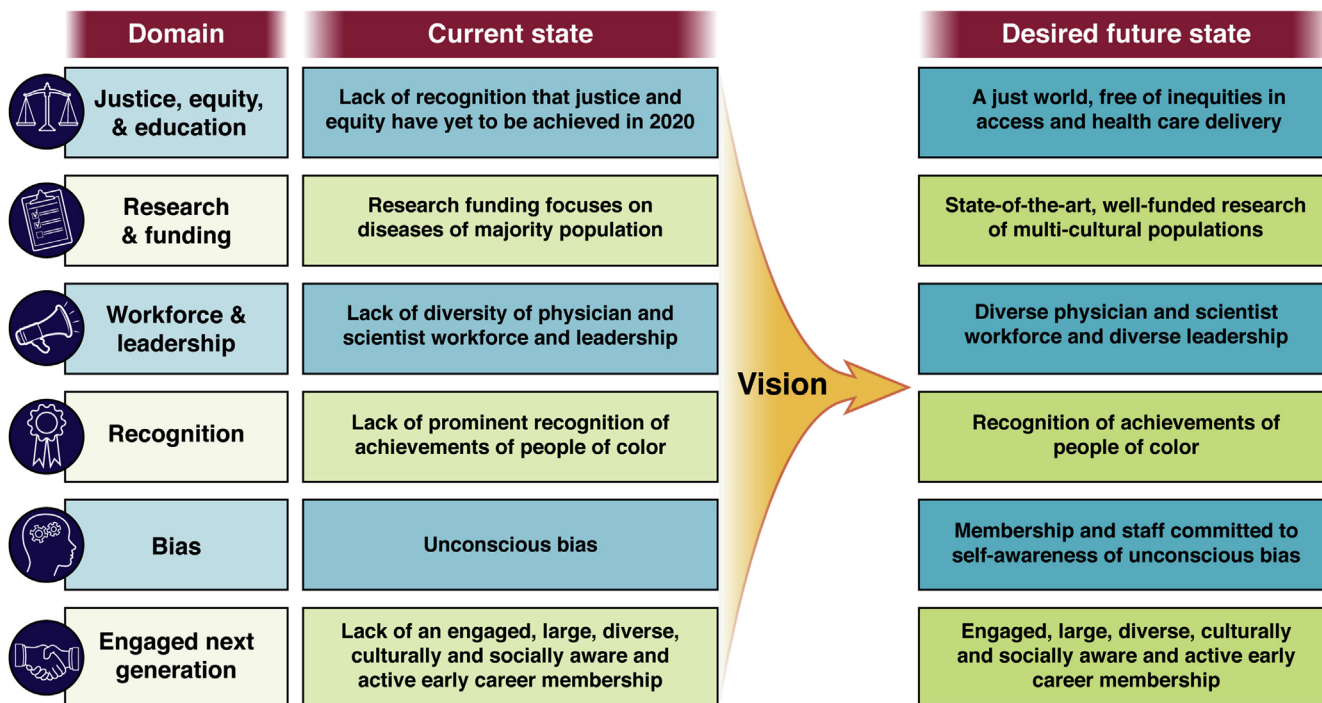 Domain
Current state
Desired future state
Justice, equity,
& education
Lack of recognition that justice and
equity have yet to be achieved in 2020
A just world, free of inequities in
access and health care delivery
Research
& funding
Research funding focuses on
diseases of majority population
State-of-the-art, well-funded research
of multi-cultural populations
Workforce &
leadership
Lack of diversity of physician and
scientist workforce and leadership
Diverse physician and scientist
workforce and diverse leadership
Vision
Recognition
Lack of prominent recognition of
achievements of people of color
Recognition of achievements of
people of color
Bias
Unconscious bias
Membership and staff committed to
self-awareness of unconscious bias
Engaged next
generation
Lack of an engaged, large, diverse,
culturally and socially aware and
active early career membership
Engaged, large, diverse, culturally
and socially aware and active early
career membership